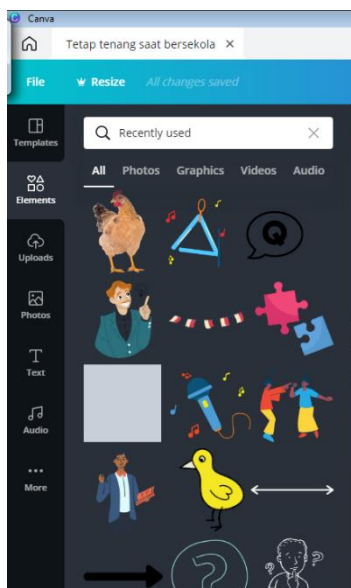 Canva
Tetap tenang saat bersekola
File
Resize
All changes saved
Templates
Elements
Uploads
Photos
Text
Audio
More
Recently used
All
Photos
Graphics
Videos
Audio
Q
?
? ?